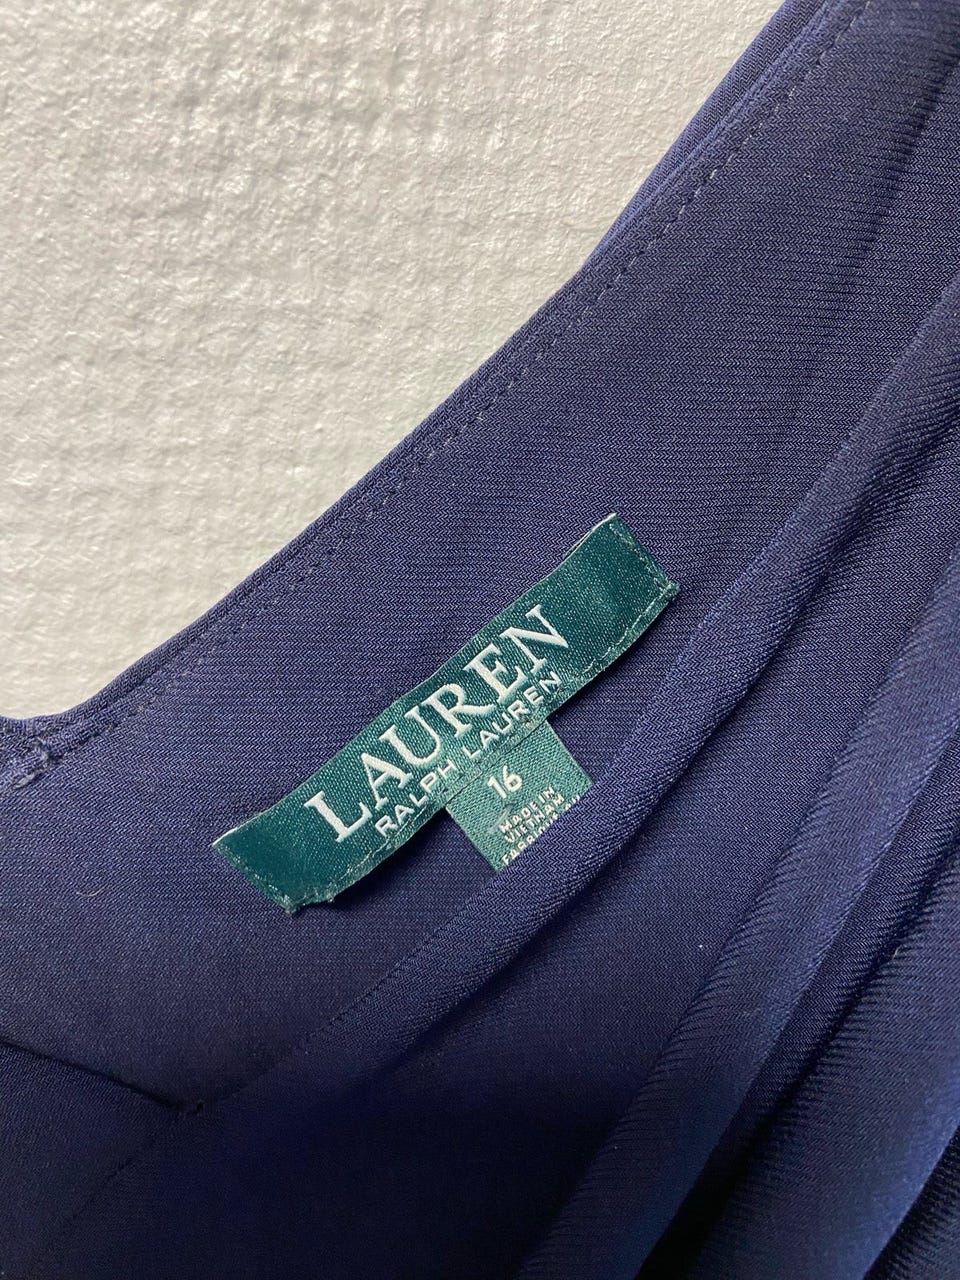 LAUREN
RALPH LAUREN
16
MADE IN
VIETNAM